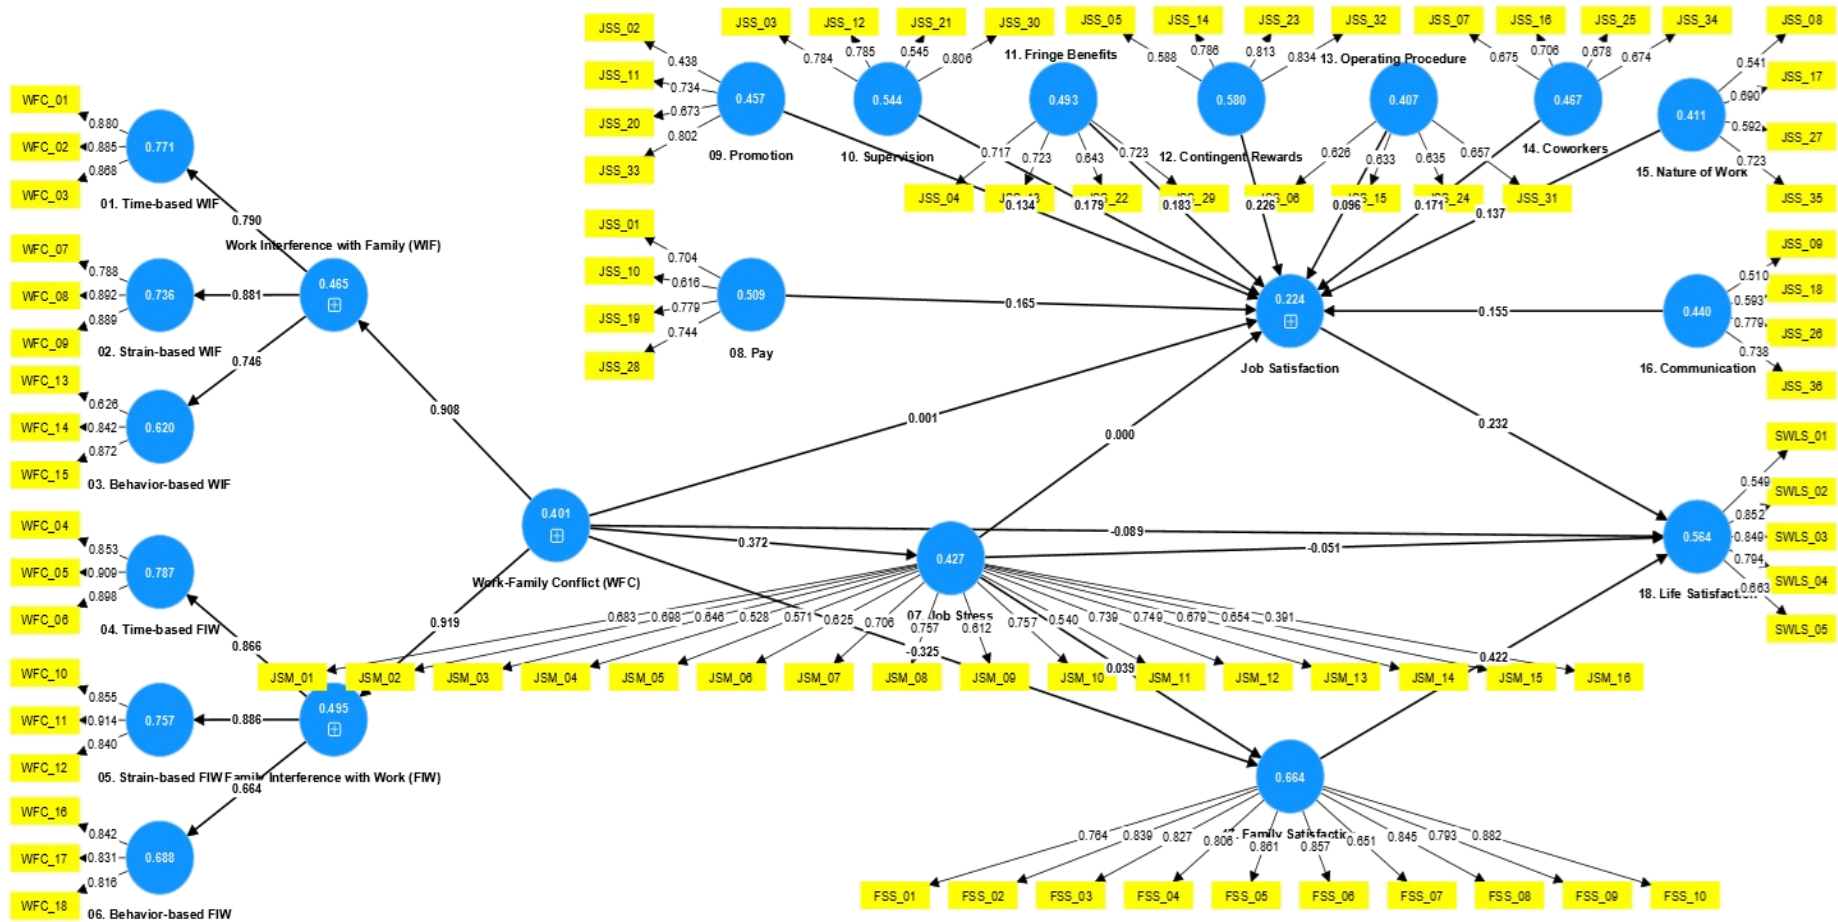 JSS_02
JSS_03
JSS_12
JSS_21
JSS_30
JSS_05
JSS_14
JSS_23
JSS_32
JSS_07
JSS_16
JSS_25
JSS_34
JSS_08
0.438
0.784
0.785
0.545
0.806
11. Fringe Benefits
0.588
0.786
0.813
0.834
13. Operating Procedure
0.675
0.706
0.678
0.674
0.541
JSS_11
0.734
0.457
0.544
0.493
0.580
0.407
0.467
0.411
0.690
JSS_17
JSS_20
0.673
0.802
0.592
JSS_27
JSS_33
09. Promotion
10. Supervision
0.717
0.723
0.643
0.723
12. Contingent Rewards
0.626
0.633
0.635
0.657
14. Coworkers
15. Nature of Work
0.723
JSS_35
JSS_04
JSS_22
JSS_29
JSS_06
JSS_15
JSS_24
JSS_31
0.134
0.179
0.183
0.226
0.096
0.171
0.137
WFC_01
0.880
WFC_02
0.885
0.771
WFC_03
0.868
01. Time-based WIF
0.790
Work Interference with Family (WIF)
WFC_07
0.788
WFC_08
0.892
0.736
0.881
0.465
WFC_09
0.889
02. Strain-based WIF
0.746
WFC_13
0.626
WFC_14
0.842
0.620
WFC_15
0.872
03. Behavior-based WIF
JSS_01
0.704
JSS_10
0.616
0.509
0.165
JSS_19
0.779
JSS_28
0.744
08. Pay
0.224
Job Satisfaction
0.155
0.440
16. Communication
JSS_09
0.510
JSS_18
0.593
JSS_26
0.779
0.738
JSS_36
0.908
0.001
0.000
0.232
0.401
Work-Family Conflict (WFC)
0.372
-0.089
-0.051
0.427
07. Job Stress
SWLS_01
0.549
SWLS_02
0.852
0.564
0.849
SWLS_03
0.794
SWLS_04
0.663
SWLS_05
18. Life
WFC_04
0.853
WFC_05
0.909
0.787
WFC_06
0.898
04. Time-based FIW
0.866
0.919
0.683
0.698
0.646
0.528
0.571
0.625
0.706
0.757
0.612
0.757
0.540
0.739
0.749
0.679
0.654
0.391
-0.325
0.039
0.422
JSM_01
JSM_02
JSM_03
JSM_04
JSM_05
JSM_06
JSM_07
JSM_08
JSM_09
JSM_10
JSM_11
JSM_12
JSM_13
JSM_14
JSM_15
JSM_16
WFC_10
0.855
WFC_11
0.914
0.757
0.886
0.495
WFC_12
0.840
05. Strain-based FIW
Family Interference with Work (FIW)
0.664
WFC_16
0.842
WFC_17
0.831
0.688
WFC_18
0.816
06. Behavior-based FIW
0.664
Family
0.764
0.839
0.827
0.806
0.861
0.857
0.651
0.845
0.793
0.882
FSS_01
FSS_02
FSS_03
FSS_04
FSS_05
FSS_06
FSS_07
FSS_08
FSS_09
FSS_10